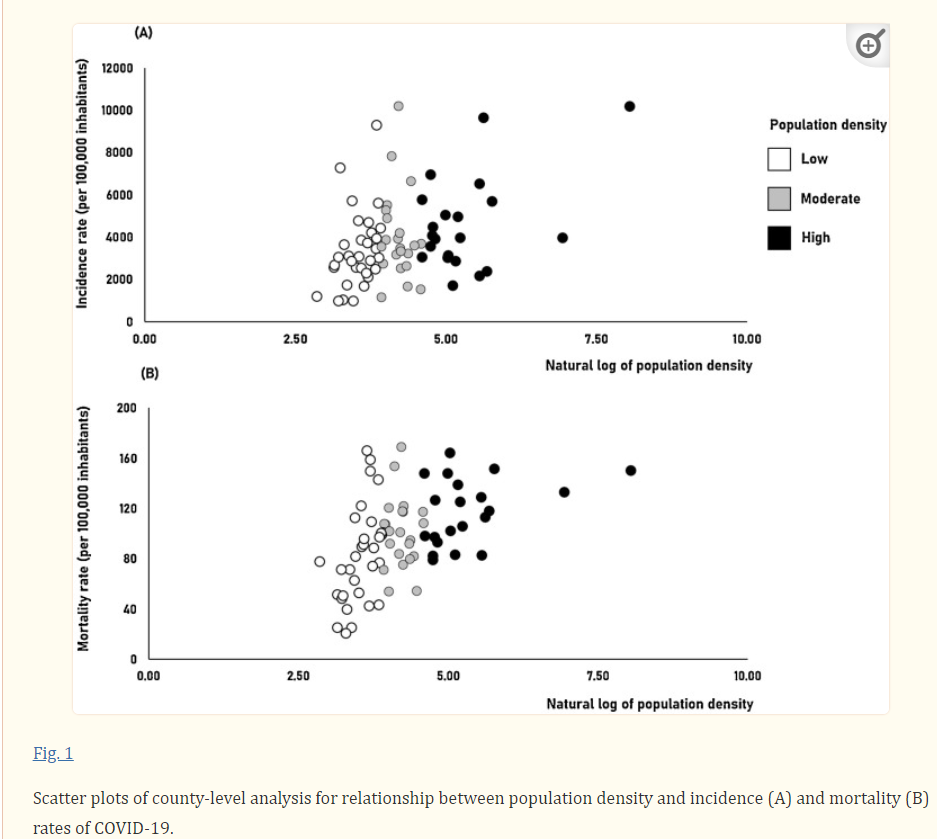 (A)
Incidence rate (per 100,000 inhabitants)
12000
10000
8000
6000
4000
2000
0
0.00 2.50 5.00 7.50 10.00
Natural log of population density
Population density
Low
Moderate
High
(B)
Mortality rate (per 100,000 inhabitants)
200
160
120
80
40
0
0.00 2.50 5.00 7.50 10.00
Natural log of population density
Fig. 1
Scatter plots of county-level analysis for relationship between population density and incidence (A) and mortality (B)
rates of COVID-19.